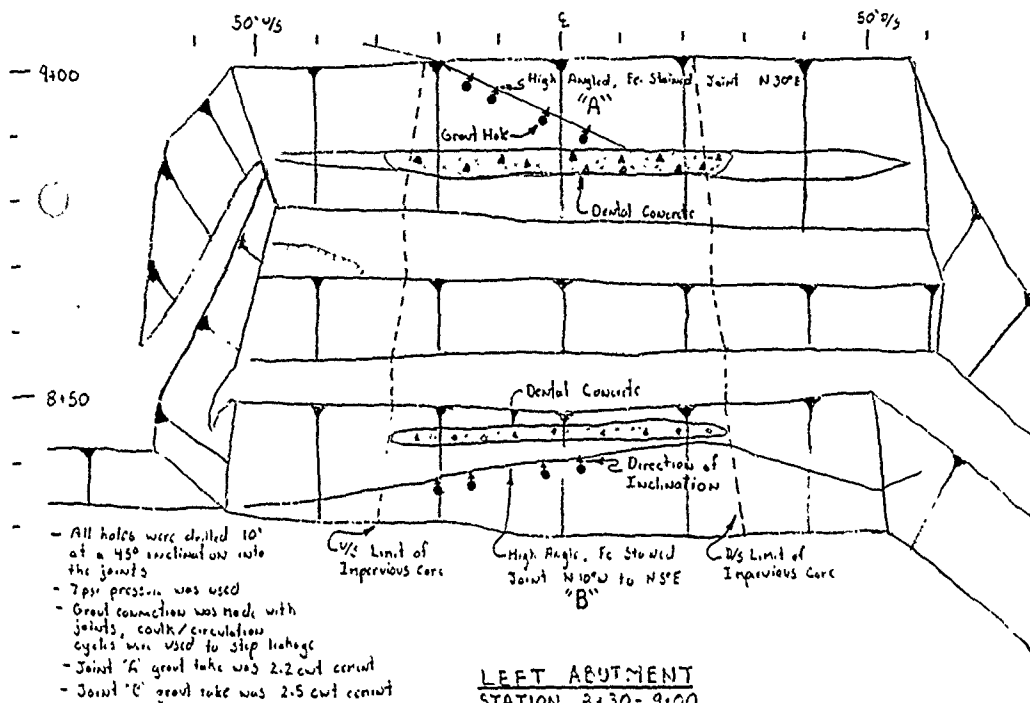 50' U/S
℄
50' D/S
9+00
High Angled, Fe. Stained Joint N30°E
"A"
Grout Hole
Dental Concrete
8+50
Dental Concrete
Direction of
Inclination
U/S Limit of
Impervious Core
High Angle, Fe Stained
Joint N10°W to N5°E
"B"
D/S Limit of
Impervious Core
- All holes were drilled 10'
at a 45° inclination into
the joints
- 7psi pressure was used
- Grout connection was made with
joints, caulk/circulation
cycles were used to stop leakage
- Joint "A" grout take was 2.2 cwt cement
- Joint grout take was 2.5 cwt cement
LEFT ABUTMENT
STATION 8+30 - 9+00